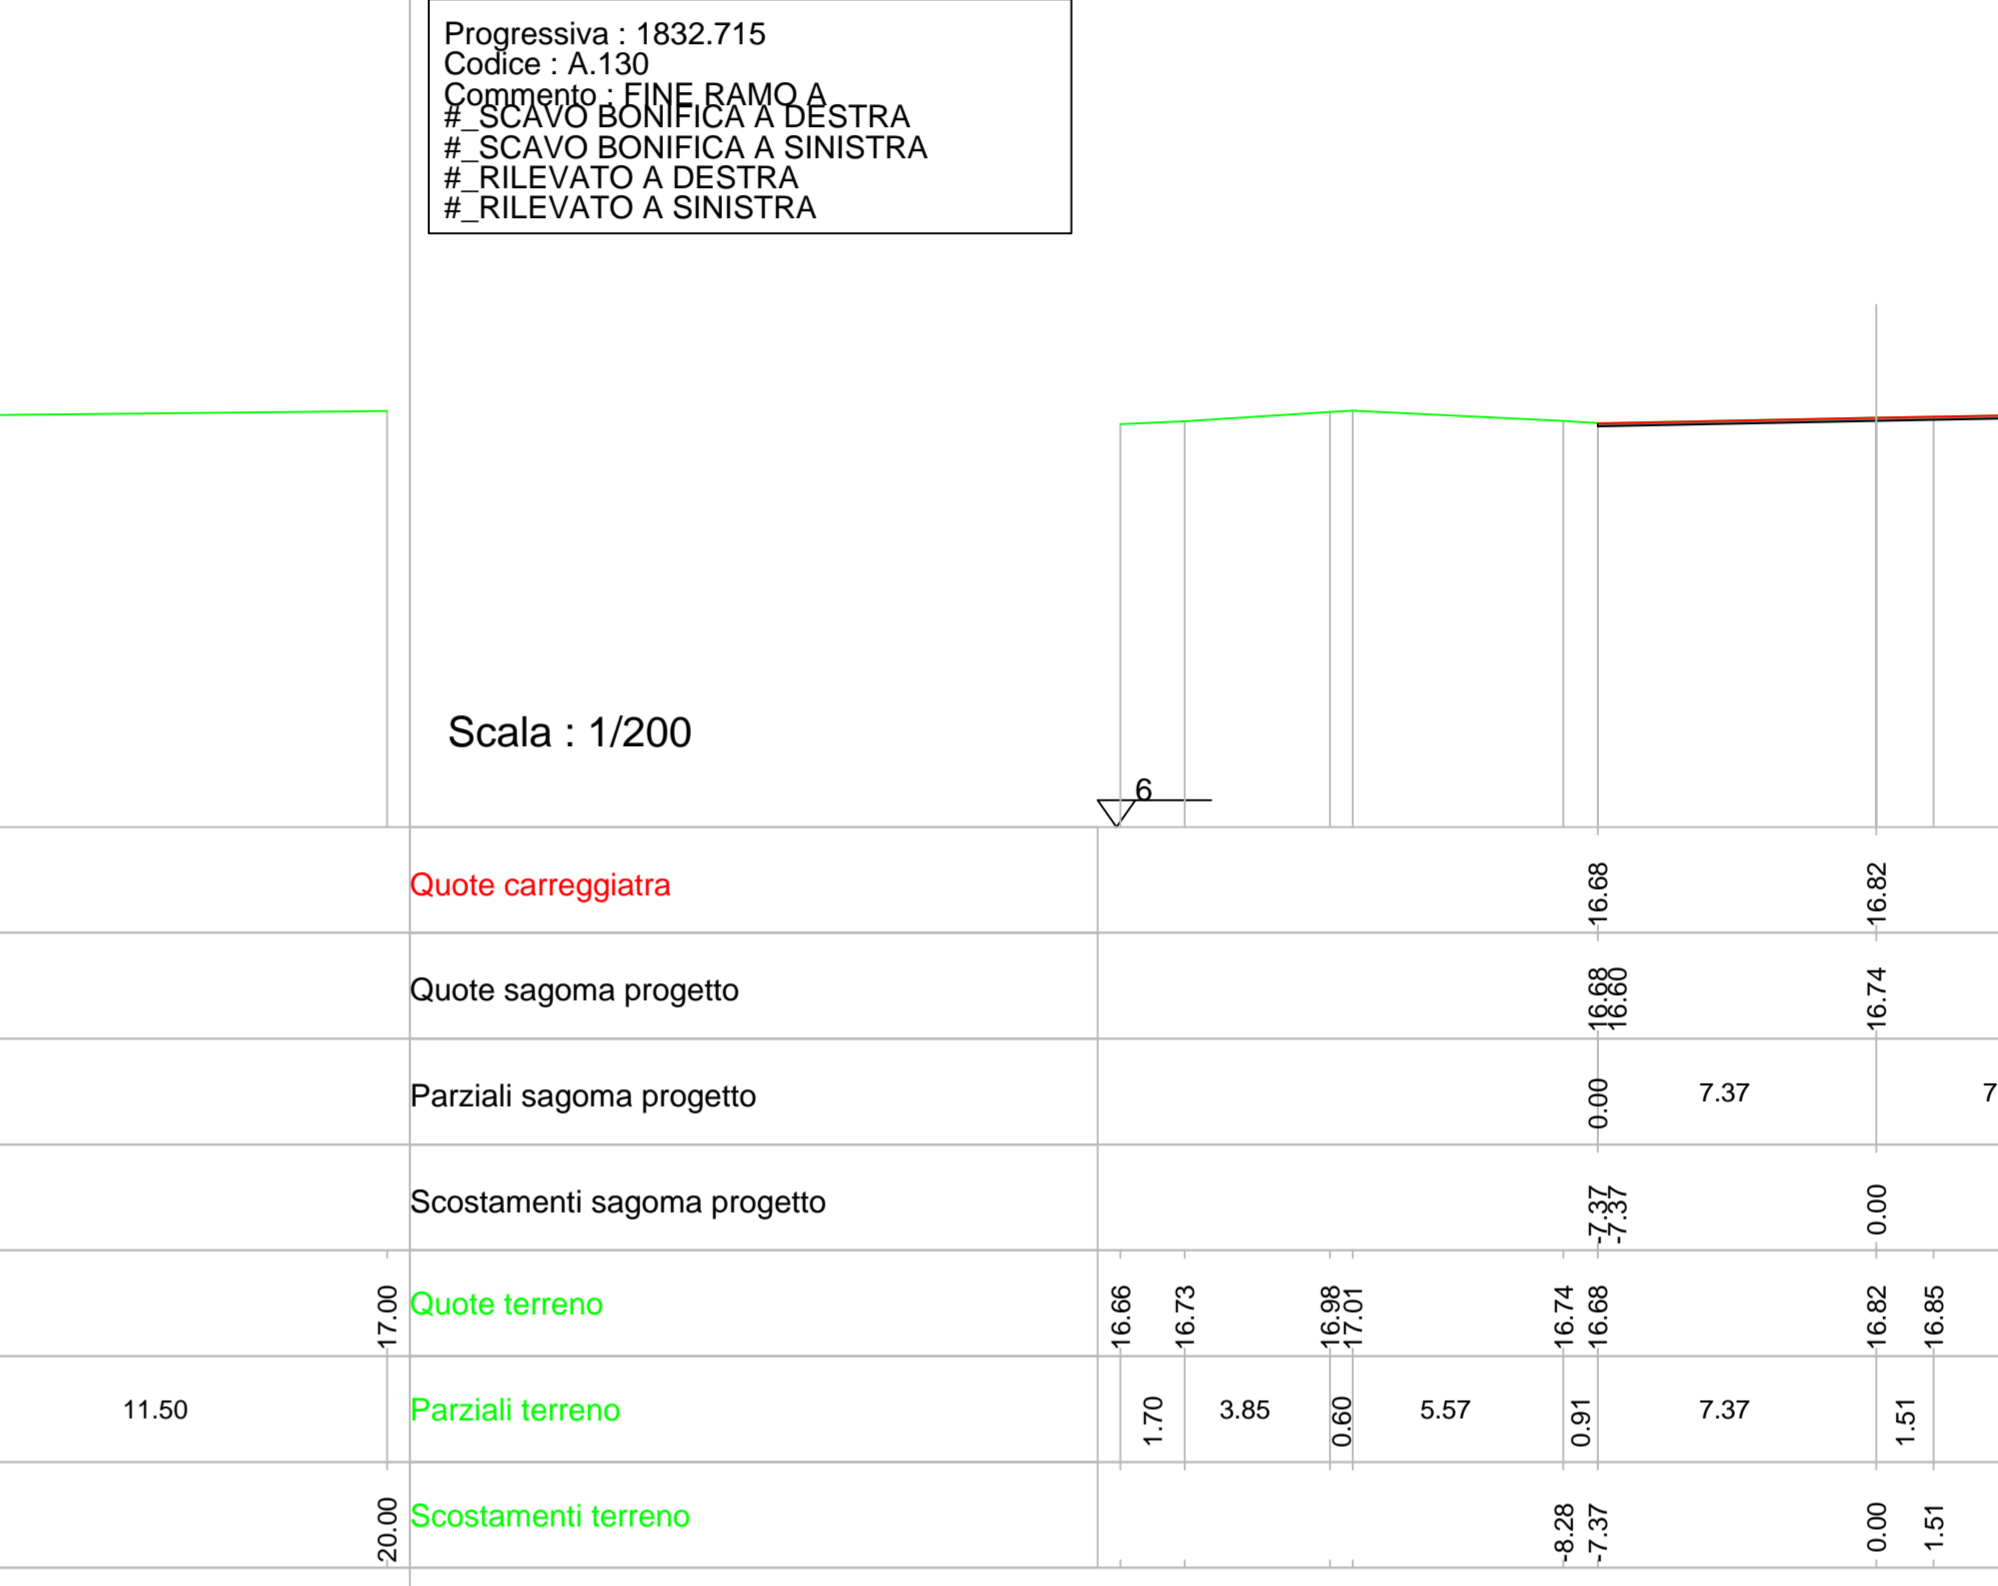 Progressiva : 1832.715
Codice : A.130
Commento : FINE RAMO A
#_SCAVO BONIFICA A DESTRA
#_SCAVO BONIFICA A SINISTRA
#_RILEVATO A DESTRA
#_RILEVATO A SINISTRA
Scala : 1/200
6
Quote carreggiatra
16.68 16.82
Quote sagoma progetto
16.68 16.60 16.74
Parziali sagoma progetto
0.00 7.37 7
Scostamenti sagoma progetto
-7.37 -7.37 0.00
17.00
Quote terreno
16.66 16.73 16.98 17.01 16.74 16.68 16.82 16.85
11.50
Parziali terreno
1.70 3.85 0.60 5.57 0.91 7.37 1.51
20.00
Scostamenti terreno
-8.28 -7.37 0.00 1.51